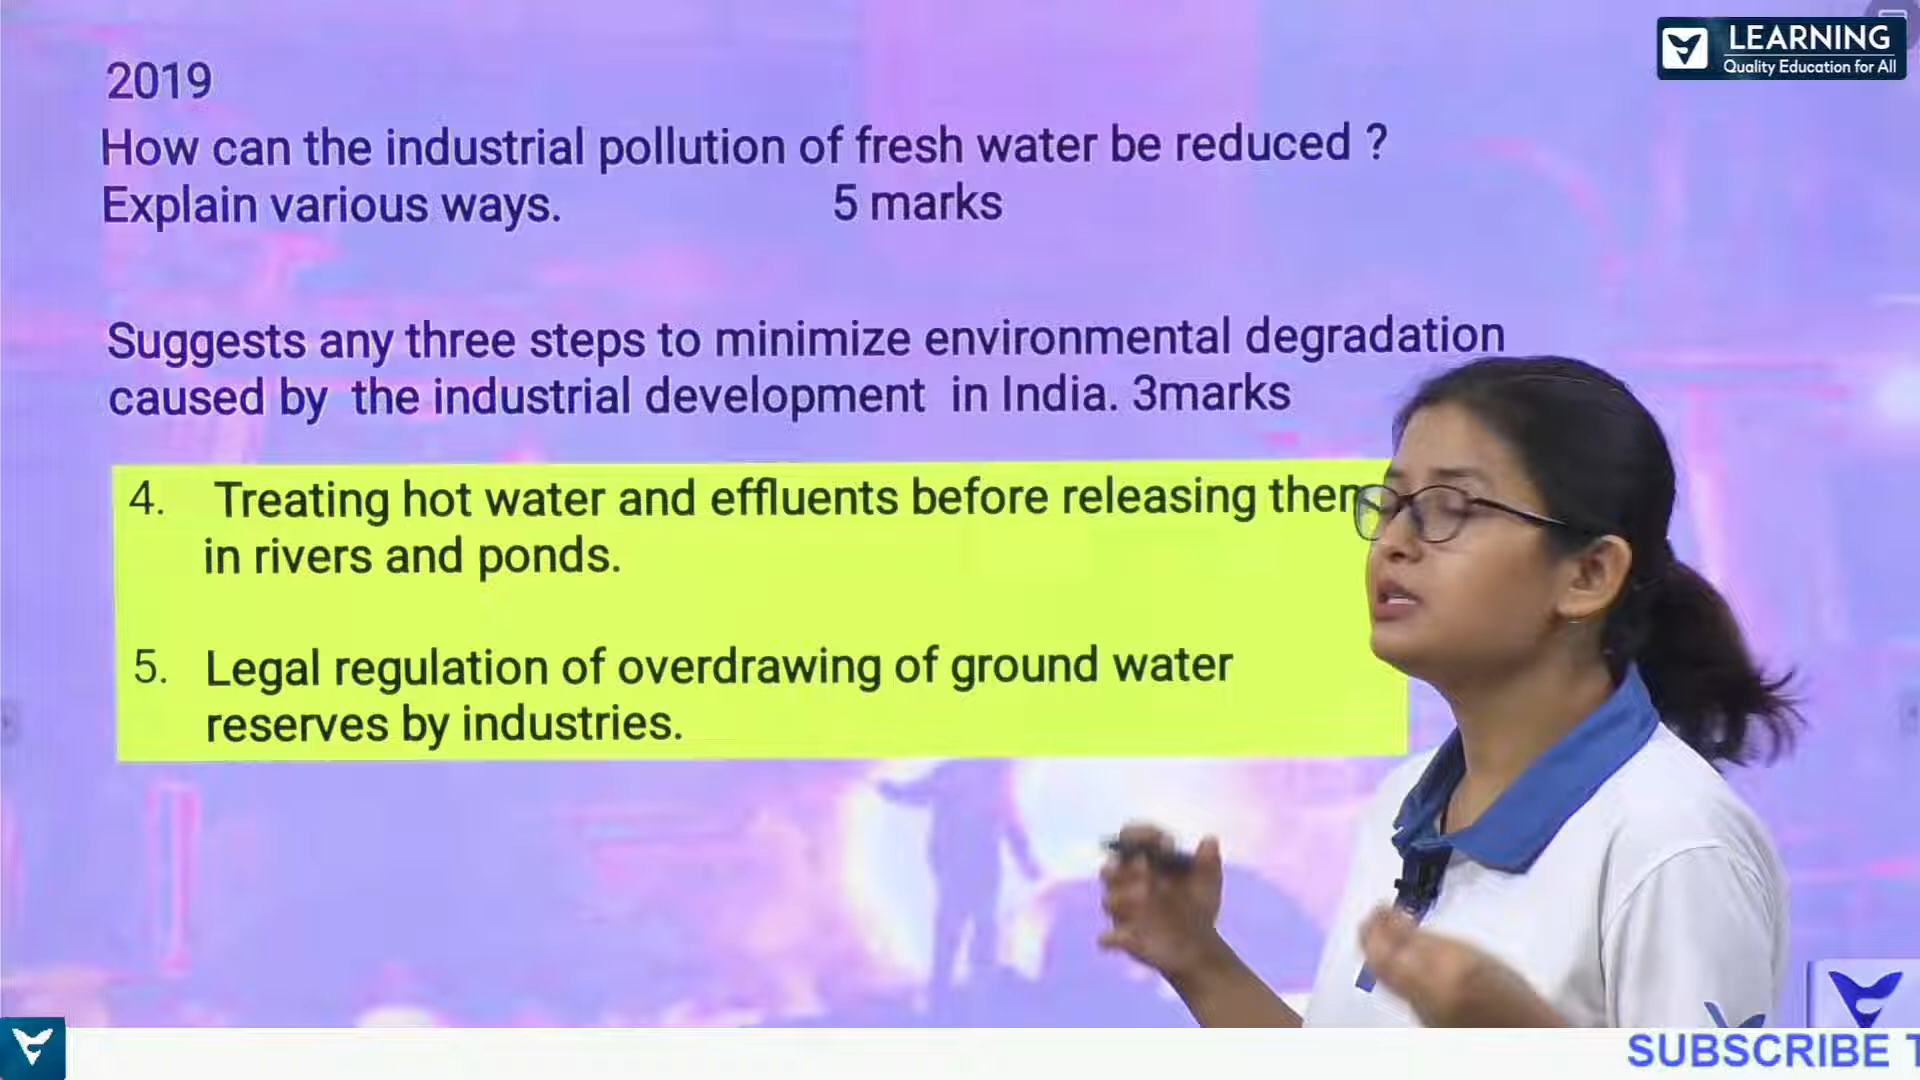 LEARNING
Quality Education for All
2019
How can the industrial pollution of fresh water be reduced ?
Explain various ways. 5 marks
Suggests any three steps to minimize environmental degradation
caused by the industrial development in India. 3marks
4. Treating hot water and effluents before releasing
in rivers and ponds.
5. Legal regulation of overdrawing of ground water
reserves by industries.
SUBSCRIBE